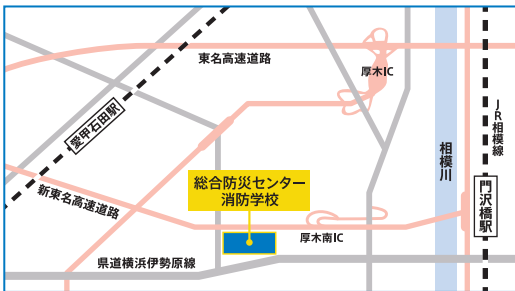 東名高速道路
厚木IC
愛甲石田駅
JR相模線
相模川
総合防災センター
消防学校
新東名高速道路
門沢橋駅
厚木南IC
県道横浜伊勢原線